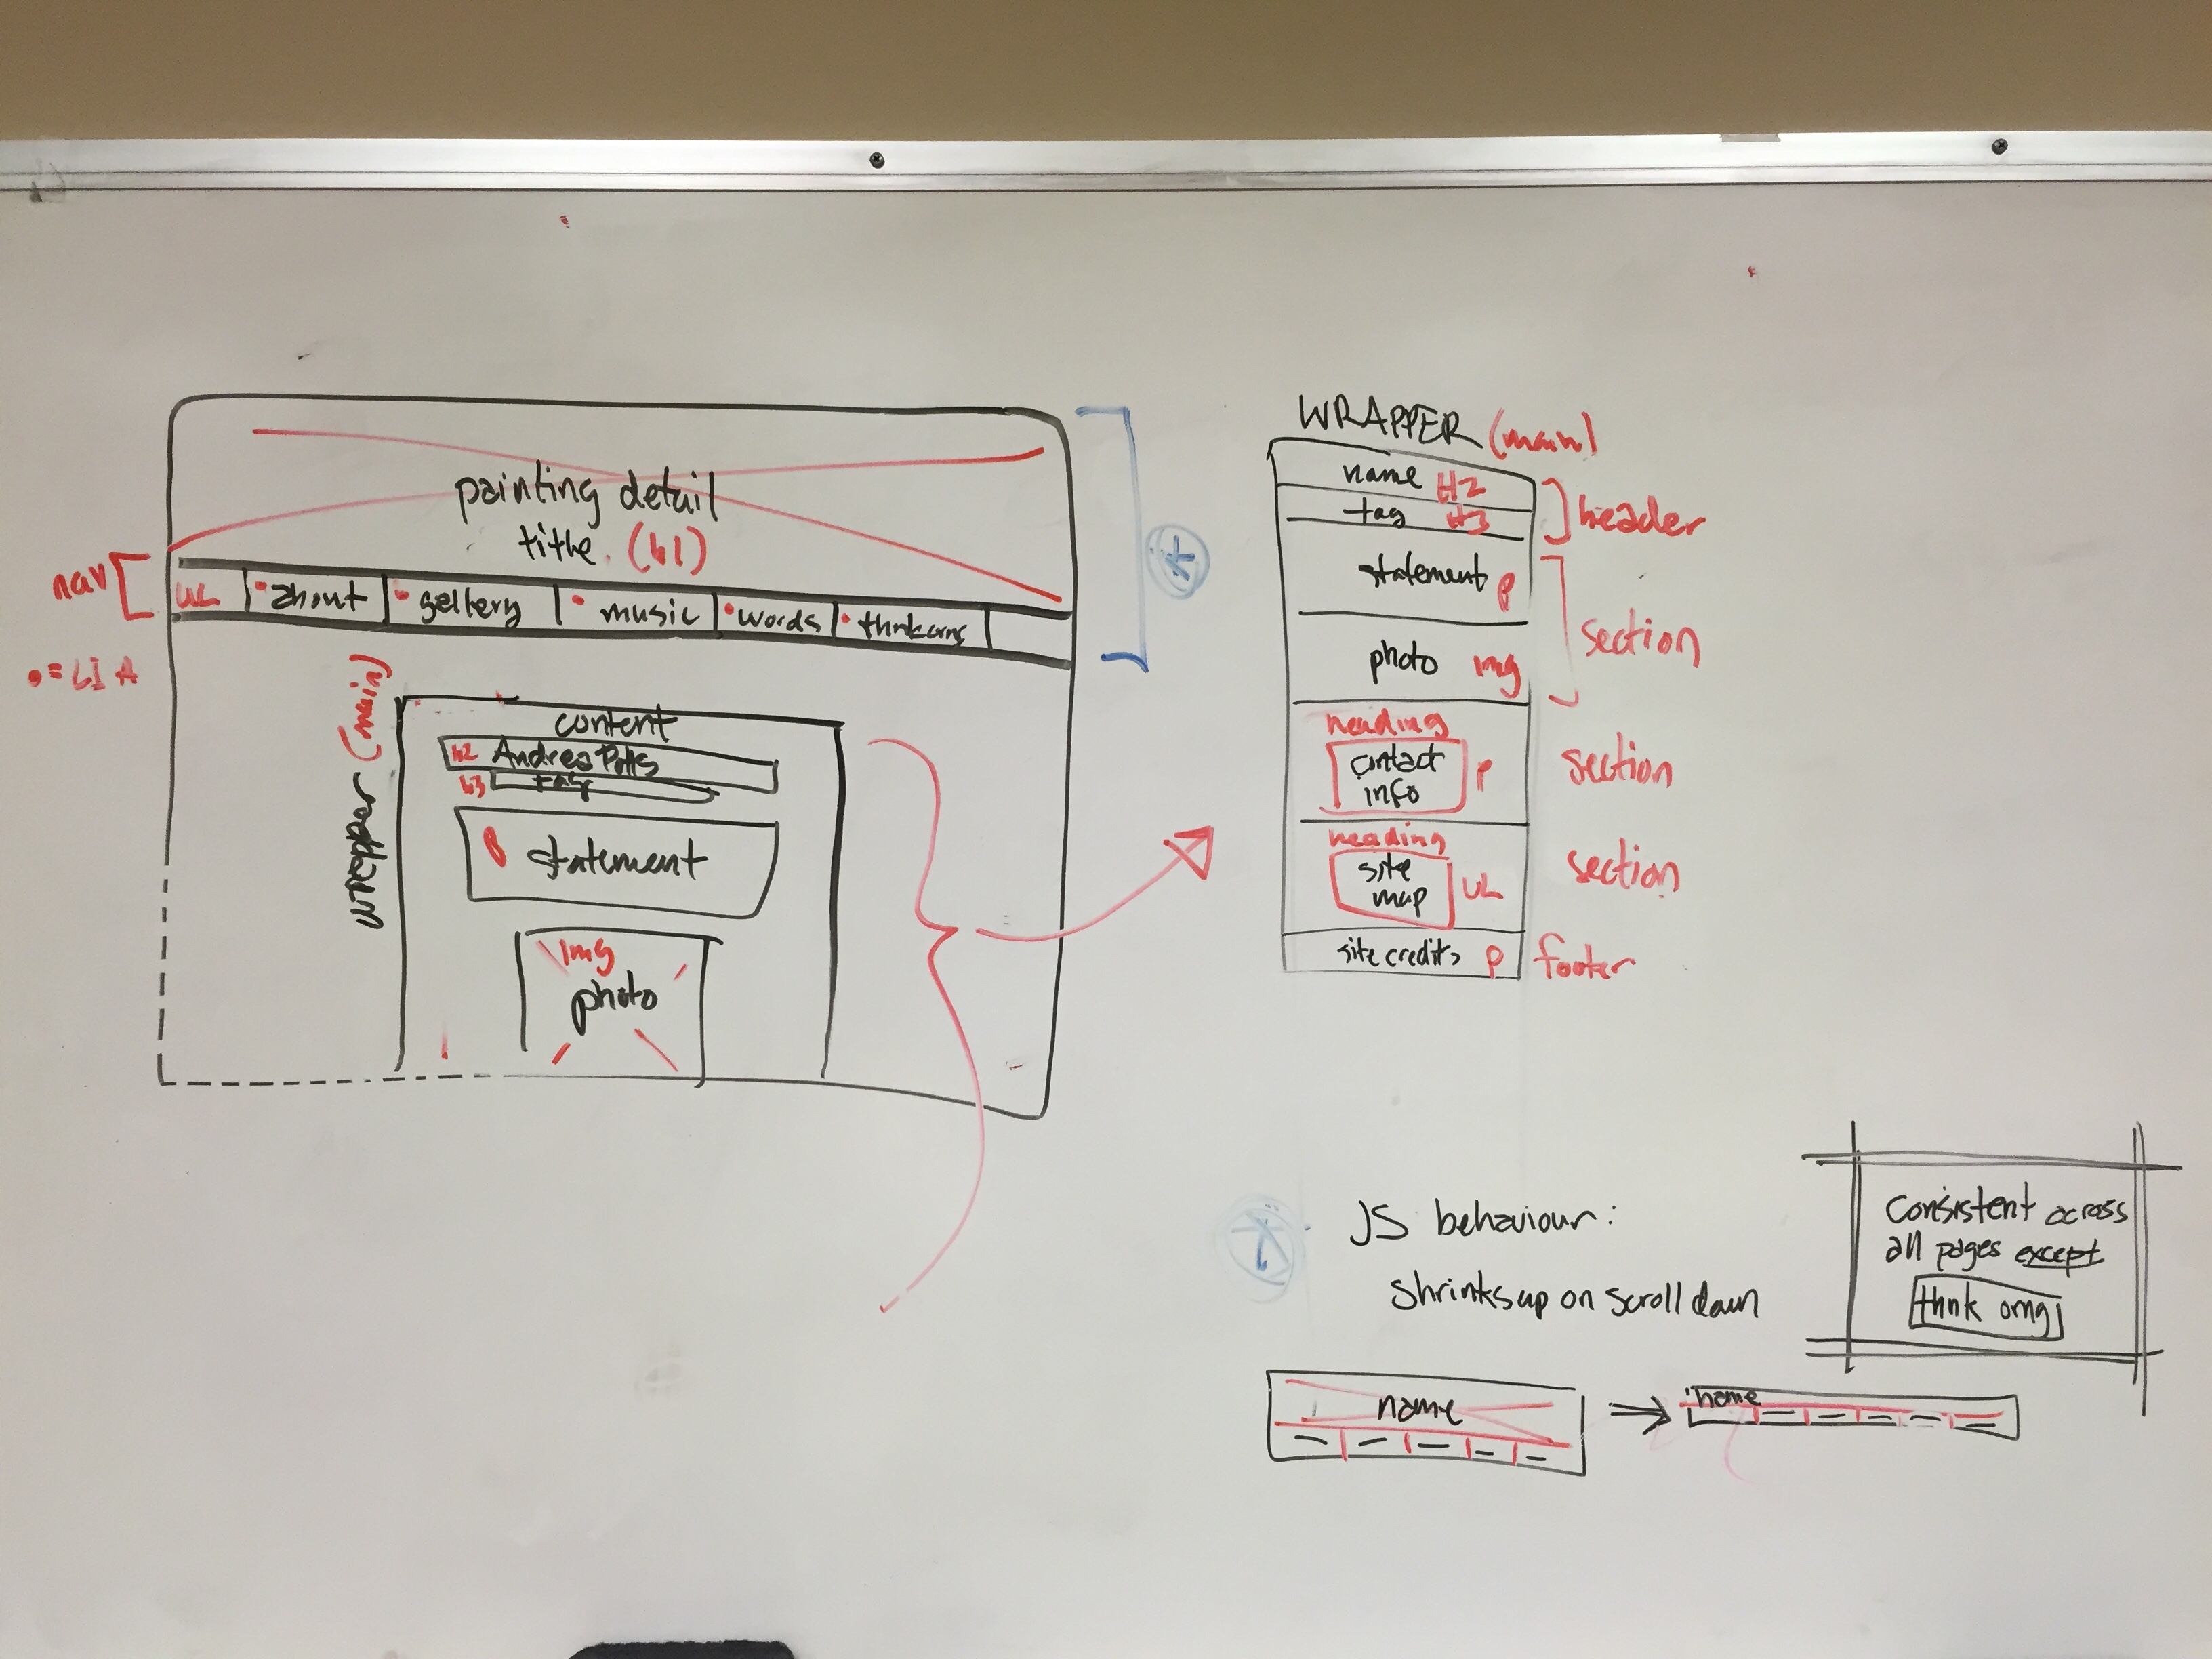 painting detail
title. (h1)
nav
UL
about
gallery
music
words
• = LI A
wrapper (main)
content
h2 Andrea Potts
h3 tag
p statement
img
photo
WRAPPER (main)
name H2
tag H3
header
statement p
photo img
section
heading
contact
info
p
section
heading
site
map
UL
section
site credits p
footer
JS behaviour:
shrinks up on scroll down
name
name
Consistent across
all pages except
thnk omg